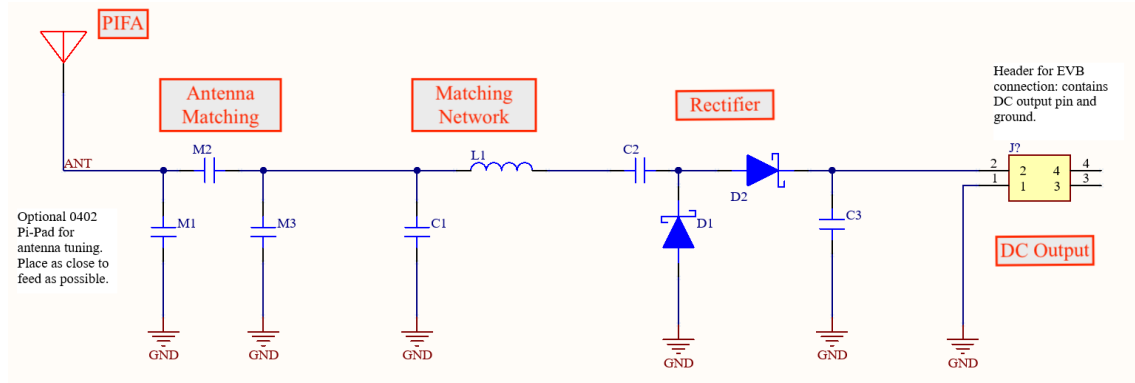 PIFA
Antenna
Matching
Matching
Network
Rectifier
Header for EVB
connection: contains
DC output pin and
ground.
J?
ANT
M2
L1
C2
D2
2
1
2 4
1 3
4
3
Optional 0402
Pi-Pad for
antenna tuning.
Place as close to
feed as possible.
M1
M3
C1
D1
C3
DC Output
GND
GND
GND
GND
GND
GND